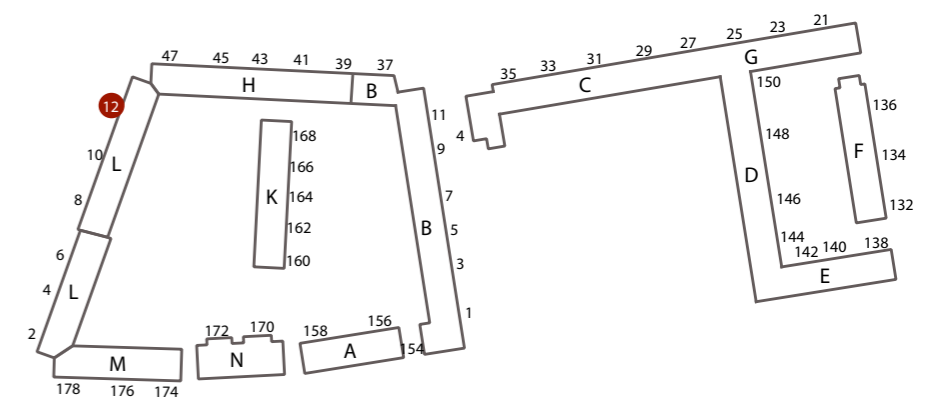 47 45 43 41 39 37
35 33 31 29 27 25 23 21
H B
C G
12
11
4
150 136
10 L
168
9
148 F 134
K 166
D
8
164 7
146 132
162 B 5
6
160 3
144 142 140 138
4 L
E
2
172 170 158 156 1
M N A 154
178 176 174